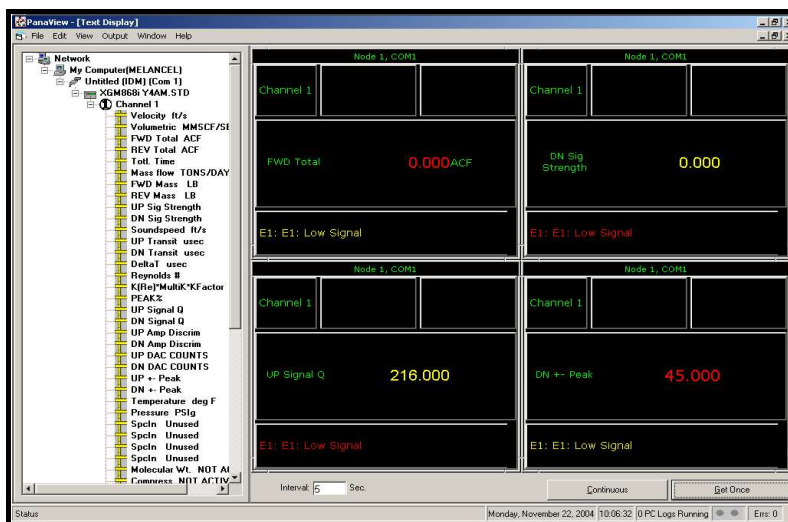 PanaView - [Text Display]
File Edit View Output Window Help
Network
My Computer(MELANCEL)
Untitled (IDM) (Com 1)
XGM868i Y4AM.STD
Channel 1
Velocity ft/s
Volumetric MMSCF/SE
FWD Total ACF
REV Total ACF
Totl. Time
Mass flow TONS/DAY
FWD Mass LB
REV Mass LB
UP Sig Strength
DN Sig Strength
Soundspeed ft/s
UP Transit usec
DN Transit usec
DeltaT usec
Reynolds #
K(Re)*MultiK*KFactor
PEAK%
UP Signal Q
DN Signal Q
UP Amp Discrim
DN Amp Discrim
UP DAC COUNTS
DN DAC COUNTS
UP +- Peak
DN +- Peak
Temperature deg F
Pressure PSIg
SpcIn Unused
SpcIn Unused
SpcIn Unused
SpcIn Unused
Molecular Wt. NOT AI
Compress NOT ACTIV
Node 1, COM1
Channel 1
FWD Total 0.000 ACF
E1: E1: Low Signal
Node 1, COM1
Channel 1
DN Sig
Strength 0.000
E1: E1: Low Signal
Node 1, COM1
Channel 1
UP Signal Q 216.000
E1: E1: Low Signal
Node 1, COM1
Channel 1
DN +- Peak 45.000
E1: E1: Low Signal
Interval: 5 Sec.
Continuous
Get Once
Status
Monday, November 22, 2004 10:06:32 0 PC Logs Running Errs: 0